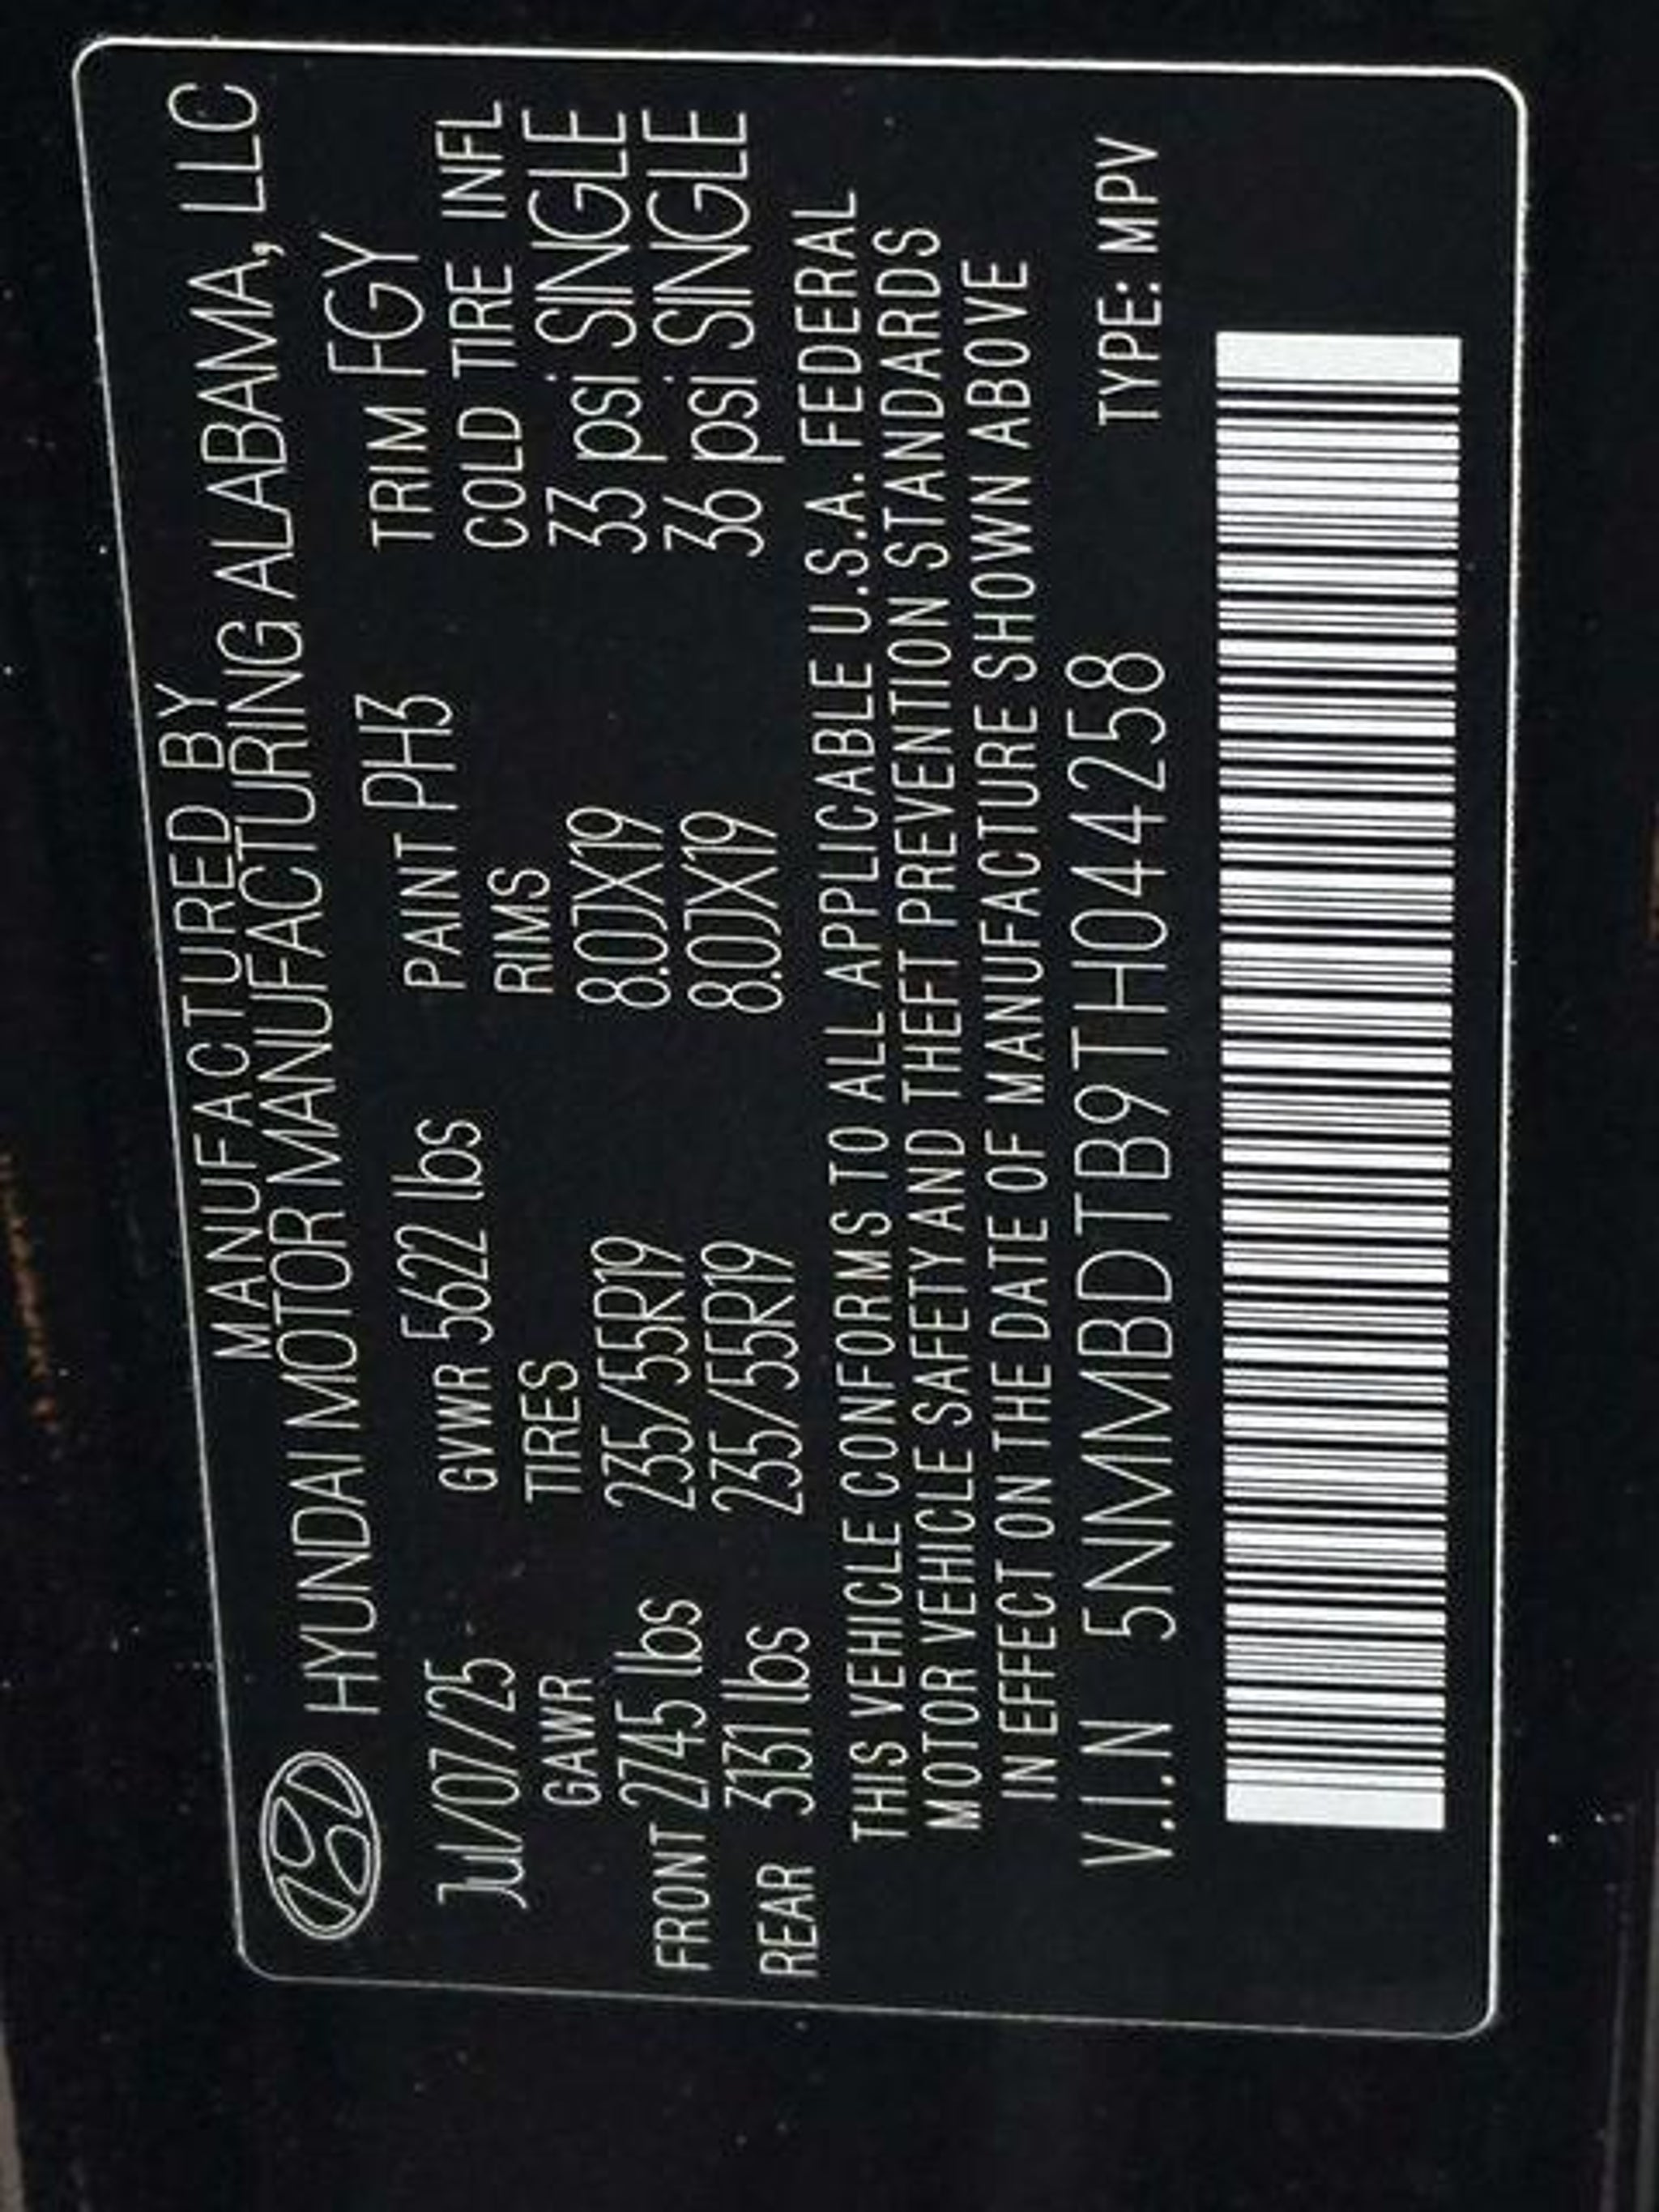 MANUFACTURED BY
HYUNDAI MOTOR MANUFACTURING ALABAMA, LLC
Jul/07/25 GVWR 5622 lbs PAINT PH3 TRIM FGY
GAWR TIRES RIMS COLD TIRE INFL
FRONT 2745 lbs 235/55R19 8.0JX19 33 psi SINGLE
REAR 3131 lbs 235/55R19 8.0JX19 36 psi SINGLE
THIS VEHICLE CONFORMS TO ALL APPLICABLE U.S.A. FEDERAL
MOTOR VEHICLE SAFETY AND THEFT PREVENTION STANDARDS
IN EFFECT ON THE DATE OF MANUFACTURE SHOWN ABOVE
V.I.N 5NMMBDTB9TH044258 TYPE: MPV